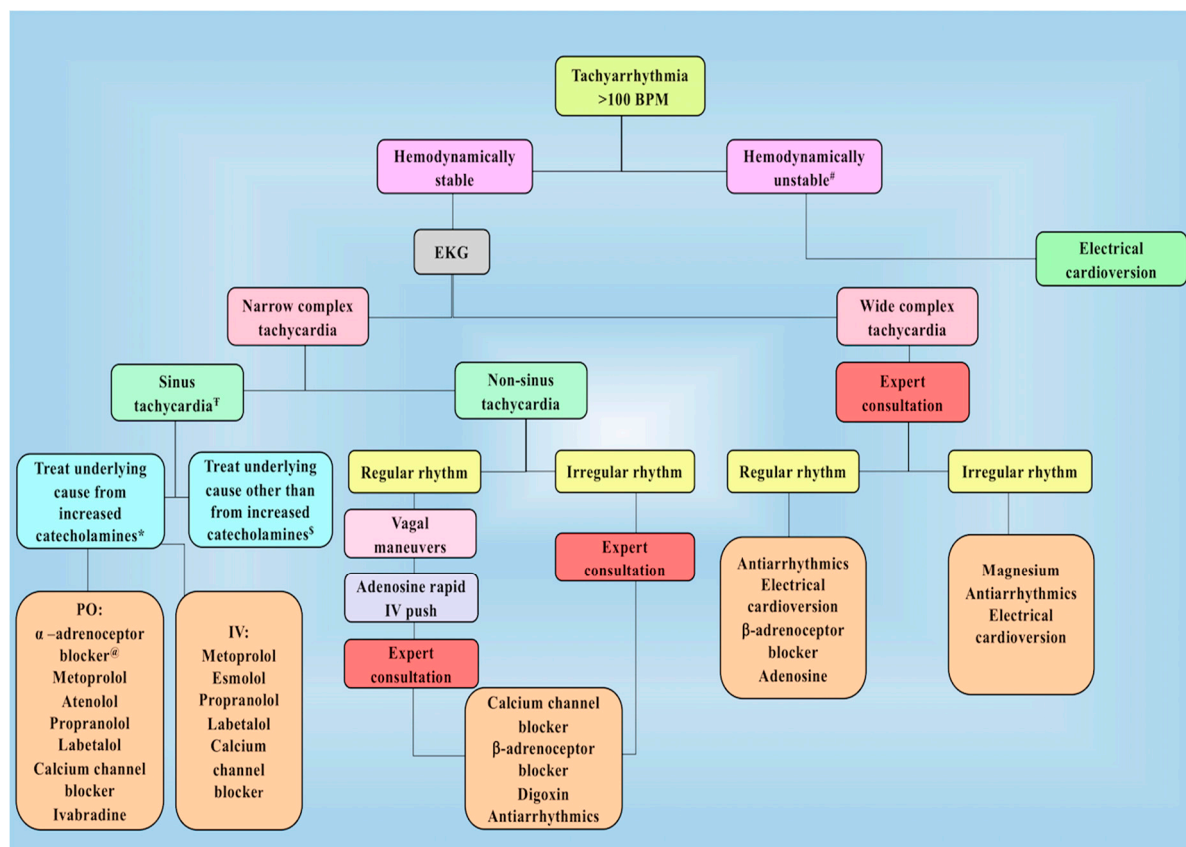 Tachyarrhythmia
>100 BPM
Hemodynamically
stable
Hemodynamically
unstable#
EKG
Electrical
cardioversion
Narrow complex
tachycardia
Wide complex
tachycardia
Sinus
tachycardiaŦ
Non-sinus
tachycardia
Expert
consultation
Treat underlying
cause from
increased
catecholamines*
Treat underlying
cause other than
from increased
catecholamines$
Regular rhythm
Irregular rhythm
Regular rhythm
Irregular rhythm
Vagal
maneuvers
Adenosine rapid
IV push
Expert
consultation
Expert
consultation
Antiarrhythmics
Electrical
cardioversion
β-adrenoceptor
blocker
Adenosine
Magnesium
Antiarrhythmics
Electrical
cardioversion
PO:
α –adrenoceptor
blocker@
Metoprolol
Atenolol
Propranolol
Labetalol
Calcium channel
blocker
Ivabradine
IV:
Metoprolol
Esmolol
Propranolol
Labetalol
Calcium
channel
blocker
Calcium channel
blocker
β-adrenoceptor
blocker
Digoxin
Antiarrhythmics